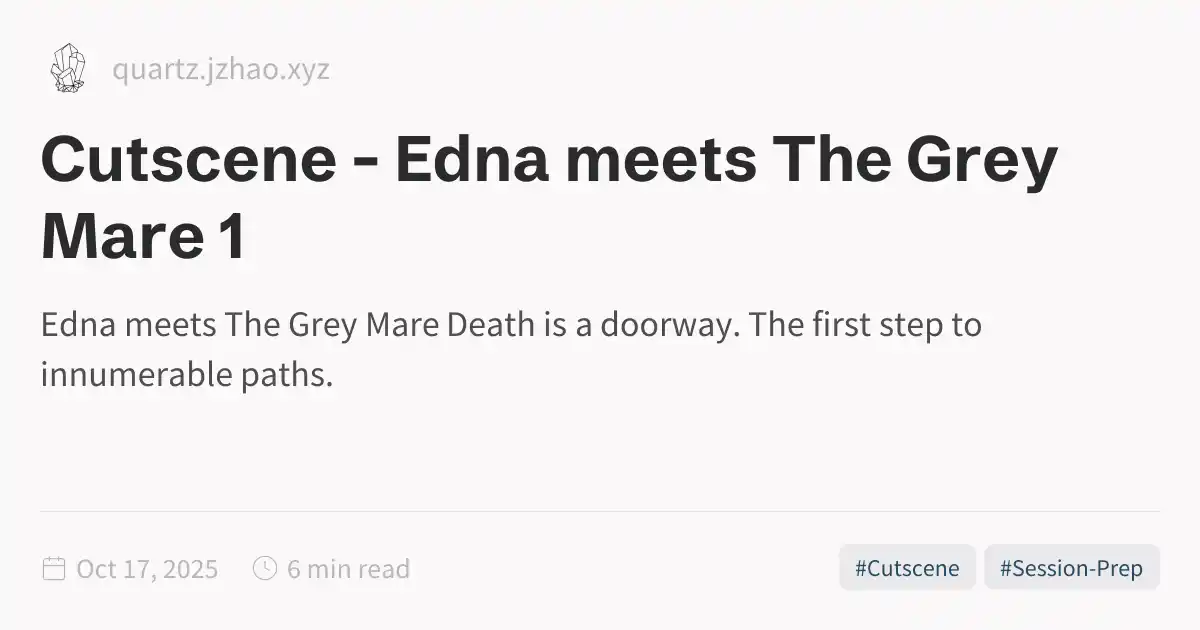 quartz.jzhao.xyz
Cutscene - Edna meets The Grey
Mare 1
Edna meets The Grey Mare Death is a doorway. The first step to
innumerable paths.
Oct 17, 2025 6 min read #Cutscene #Session-Prep